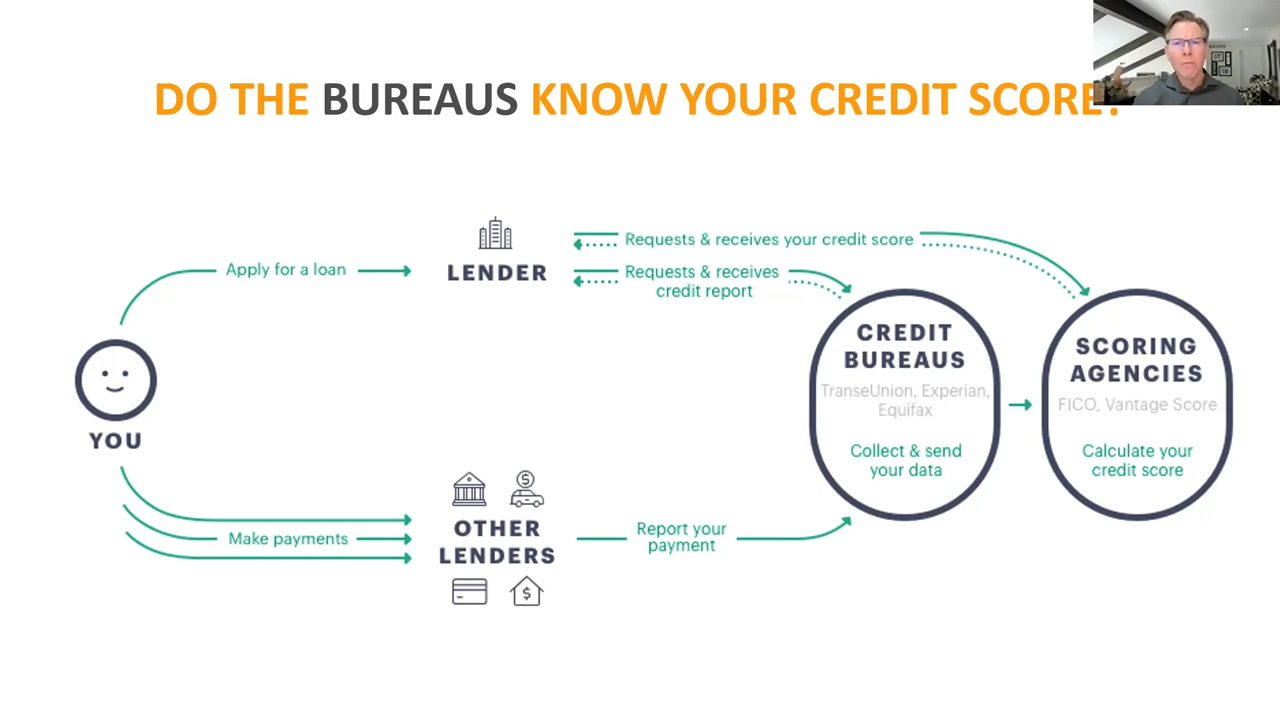 DO THE BUREAUS KNOW YOUR CREDIT SCORE?
Requests & receives your credit score
Apply for a loan
LENDER
Requests & receives
credit report
CREDIT
BUREAUS
TranseUnion, Experian,
Equifax
Collect & send
your data
SCORING
AGENCIES
FICO, Vantage Score
Calculate your
credit score
YOU
Make payments
OTHER
LENDERS
Report your
payment